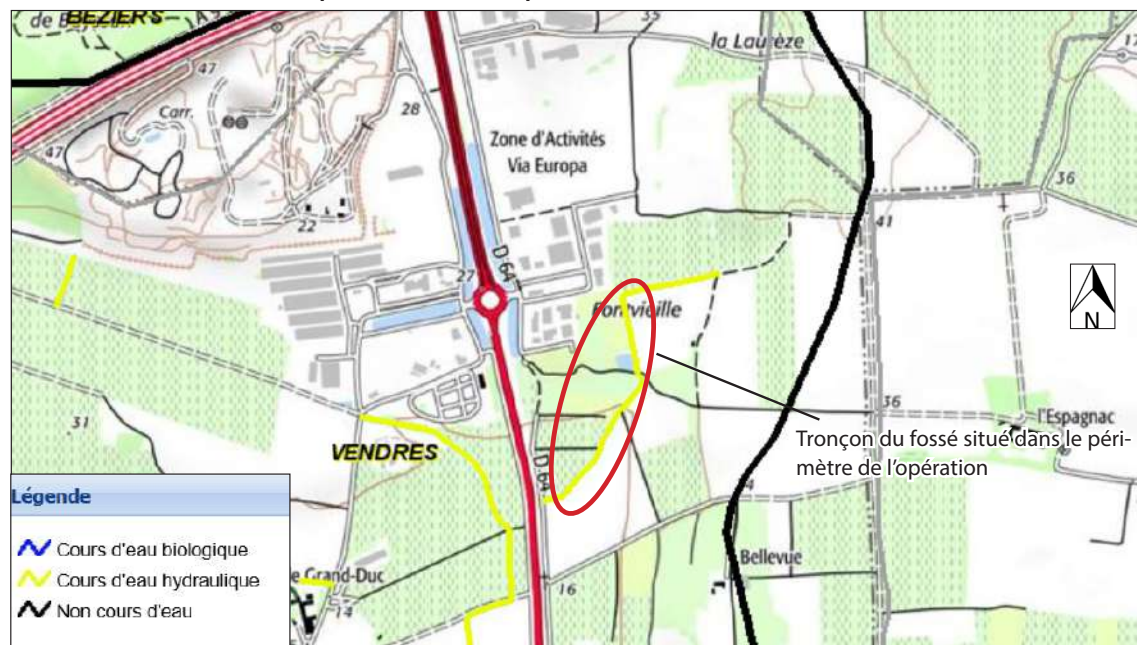 de B
BÉZIERS
47
Carr.
47
22
28
35
la Laurèze
17
Zone d'Activités
Via Europa
36
41
D 64
27
Fontvieille
N
31
VENDRES
D 64
36
l'Espagnac
Tronçon du fossé situé dans le péri-
mètre de l'opération
Bellevue
16
Grand-Duc
14
Légende
Cours d'eau biologique
Cours d'eau hydraulique
Non cours d'eau